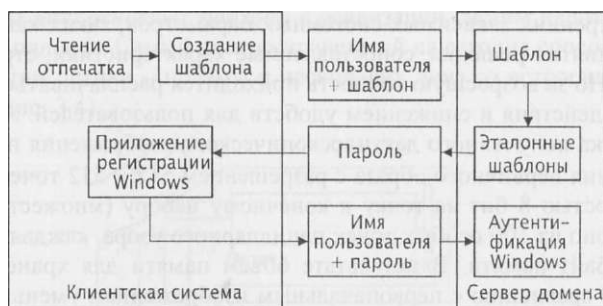 Чтение
отпечатка
Создание
шаблона
Имя
пользователя
+ шаблон
Шаблон
Приложение
регистрации
Windows
Пароль
Эталонные
шаблоны
Имя
пользователя
+ пароль
Аутенти-
фикация
Windows
Клиентская система
Сервер домена